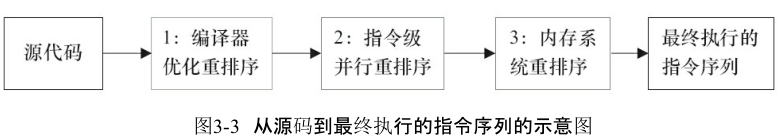 源代码
1：编译器
优化重排序
2：指令级
并行重排序
3：内存系
统重排序
最终执行的
指令序列
图3-3 从源码到最终执行的指令序列的示意图